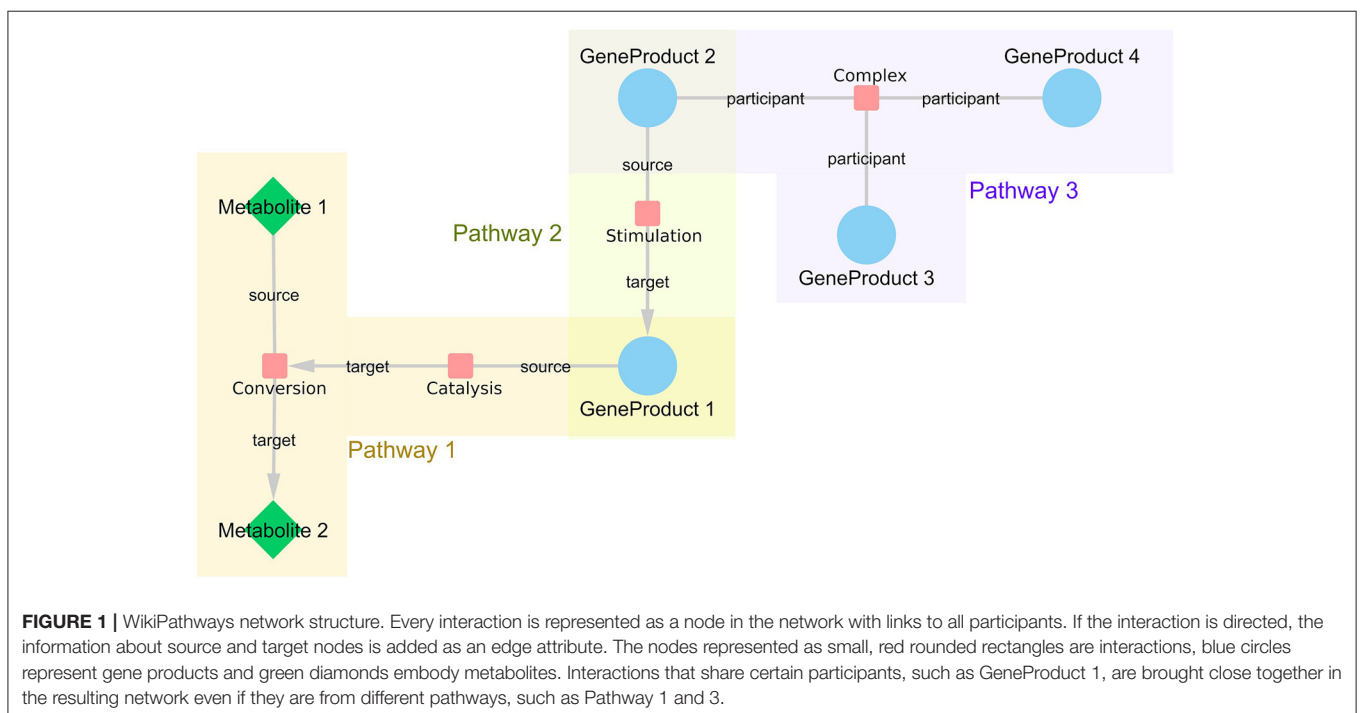 GeneProduct 2
GeneProduct 4
Complex
participant
participant
source
participant
Pathway 3
Metabolite 1
Pathway 2
Stimulation
GeneProduct 3
source
target
target
source
Conversion
Catalysis
GeneProduct 1
target
Pathway 1
Metabolite 2
FIGURE 1 | WikiPathways network structure. Every interaction is represented as a node in the network with links to all participants. If the interaction is directed, the
information about source and target nodes is added as an edge attribute. The nodes represented as small, red rounded rectangles are interactions, blue circles
represent gene products and green diamonds embody metabolites. Interactions that share certain participants, such as GeneProduct 1, are brought close together in
the resulting network even if they are from different pathways, such as Pathway 1 and 3.